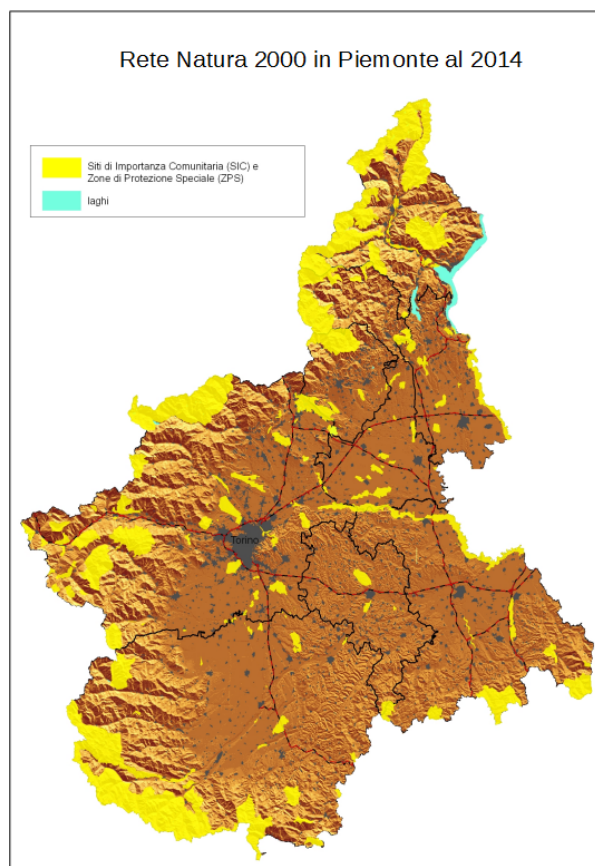 Rete Natura 2000 in Piemonte al 2014
Siti di Importanza Comunitaria (SIC) e
Zone di Protezione Speciale (ZPS)
laghi
Torino